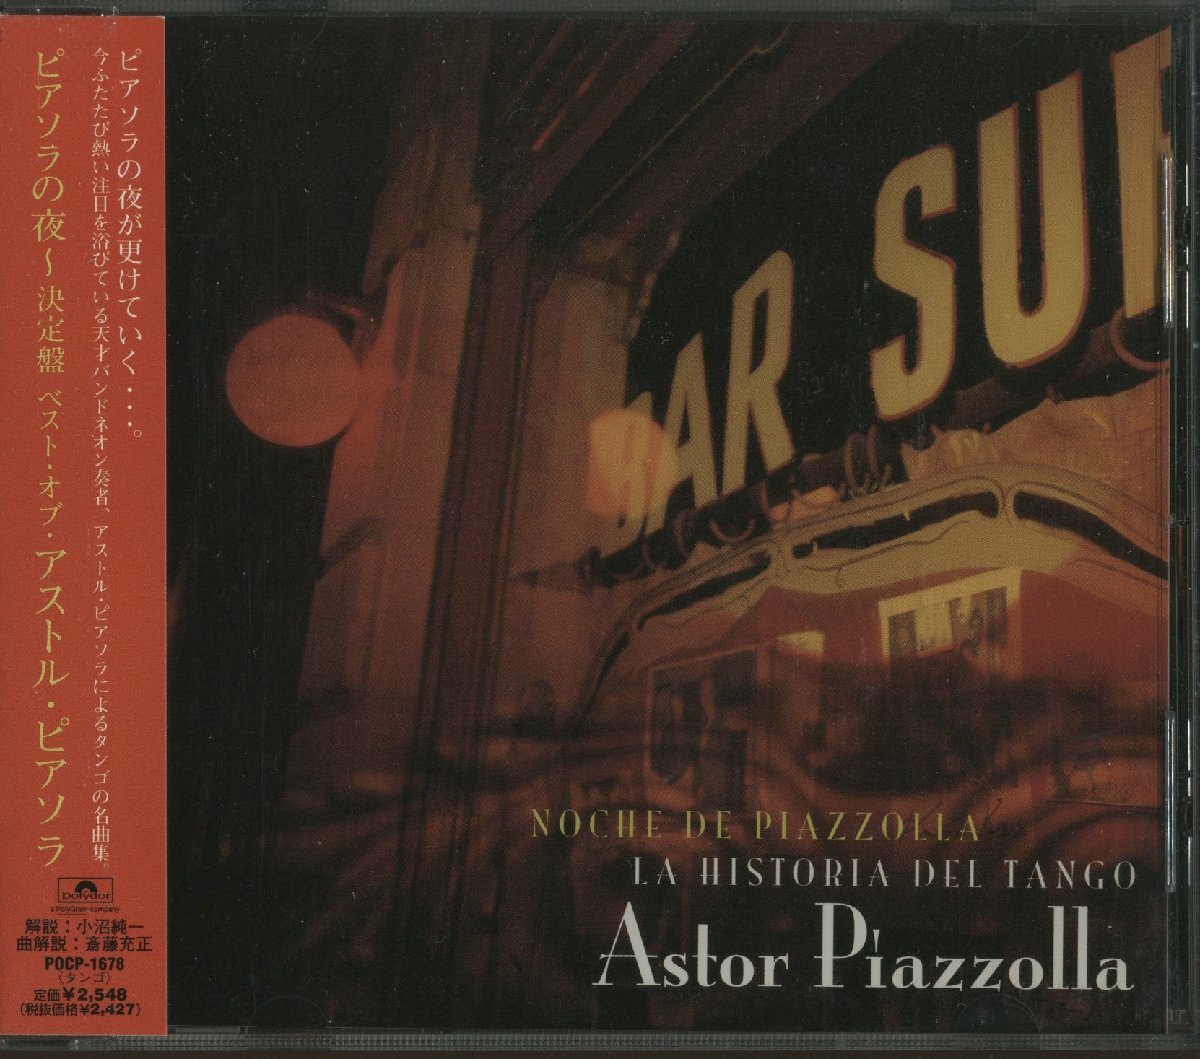 ピアソラの夜が更けていく・・・。
今ふたたび熱い注目を浴びている天才バンドネオン奏者、アストル・ピアソラによるタンゴの名曲集。
ピアソラの夜〜決定盤 ベスト・オブ・アストル・ピアソラ
polydor
a PolyGram company
解説：小沼純一
曲解説：斎藤充正
POCP-1678
〈タンゴ〉
定価¥2,548
(税抜価格¥2,427)
BAR SUR
NOCHE DE PIAZZOLLA
LA HISTORIA DEL TANGO
Astor Piazzolla